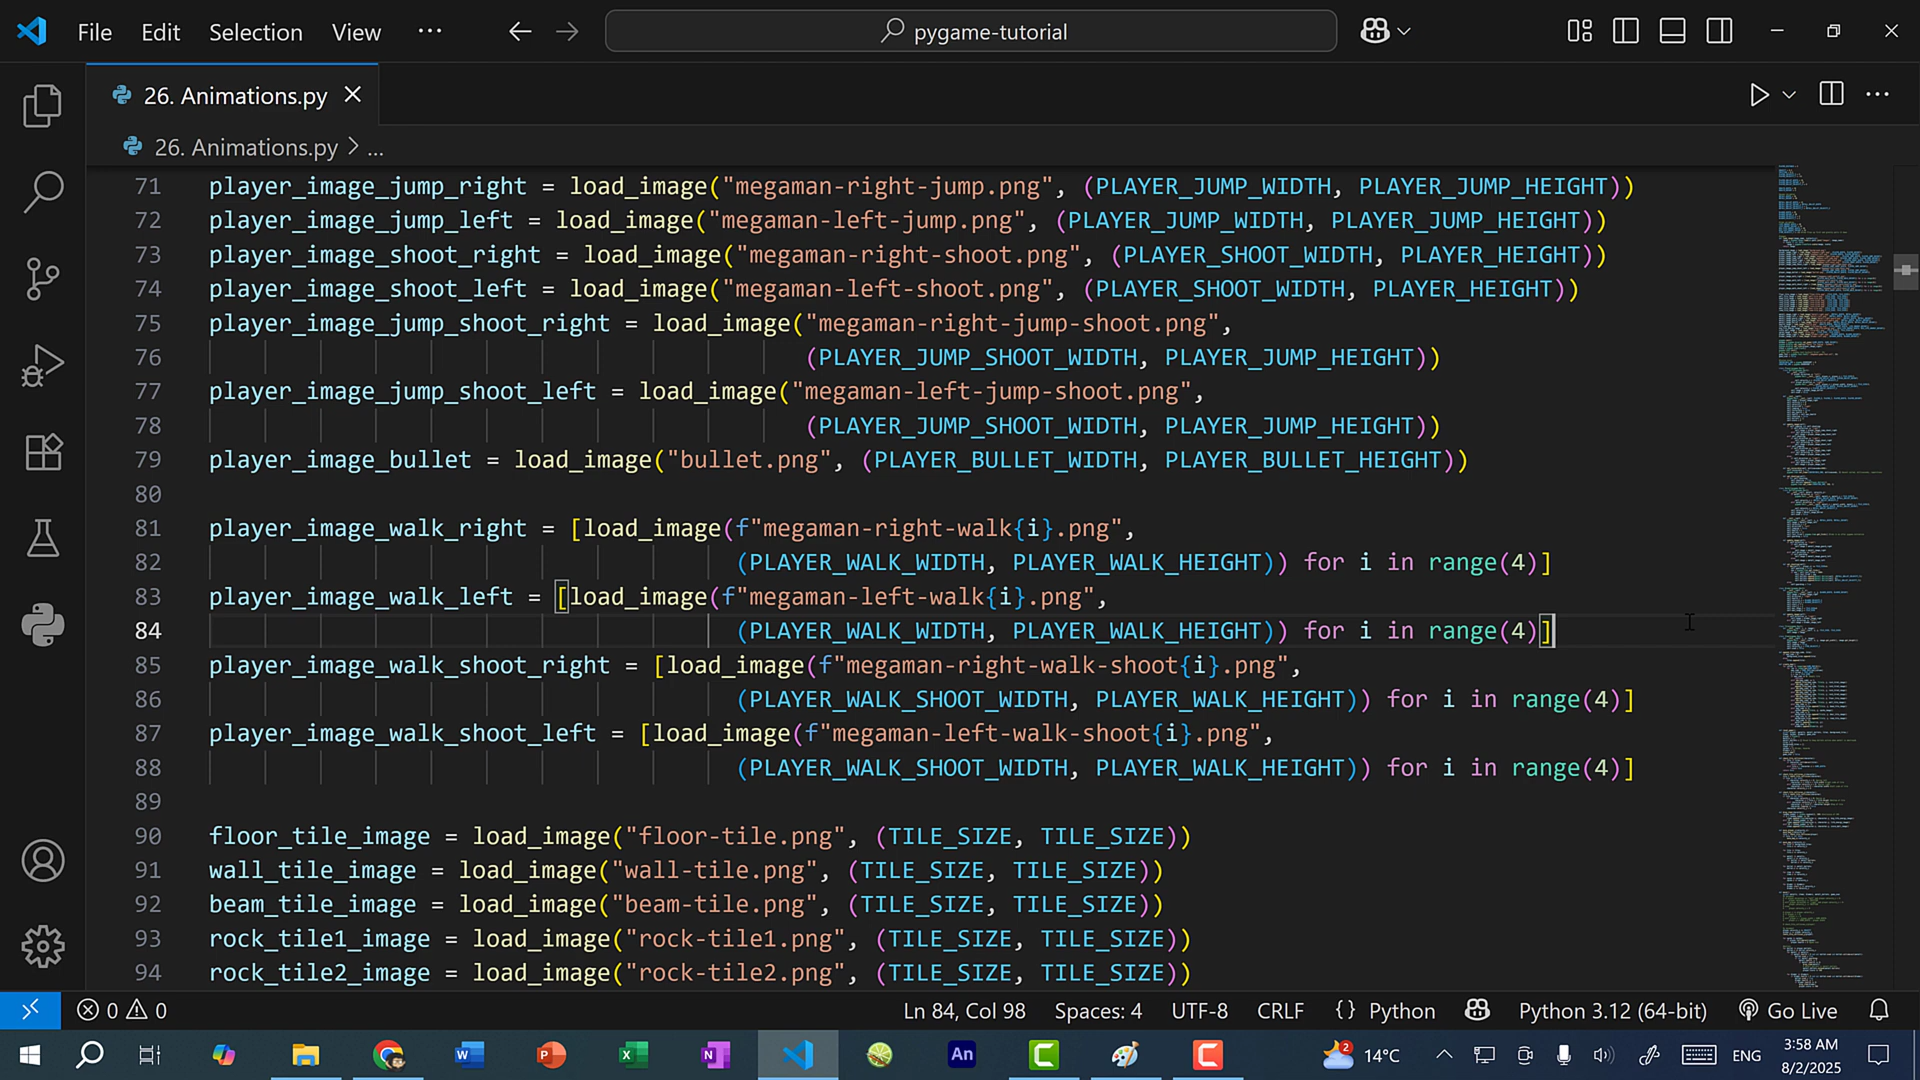 File Edit Selection View ··· pygame-tutorial
26. Animations.py
26. Animations.py > ...
71 player_image_jump_right = load_image("megaman-right-jump.png", (PLAYER_JUMP_WIDTH, PLAYER_JUMP_HEIGHT))
72 player_image_jump_left = load_image("megaman-left-jump.png", (PLAYER_JUMP_WIDTH, PLAYER_JUMP_HEIGHT))
73 player_image_shoot_right = load_image("megaman-right-shoot.png", (PLAYER_SHOOT_WIDTH, PLAYER_HEIGHT))
74 player_image_shoot_left = load_image("megaman-left-shoot.png", (PLAYER_SHOOT_WIDTH, PLAYER_HEIGHT))
75 player_image_jump_shoot_right = load_image("megaman-right-jump-shoot.png",
76 (PLAYER_JUMP_SHOOT_WIDTH, PLAYER_JUMP_HEIGHT))
77 player_image_jump_shoot_left = load_image("megaman-left-jump-shoot.png",
78 (PLAYER_JUMP_SHOOT_WIDTH, PLAYER_JUMP_HEIGHT))
79 player_image_bullet = load_image("bullet.png", (PLAYER_BULLET_WIDTH, PLAYER_BULLET_HEIGHT))
80
81 player_image_walk_right = [load_image(f"megaman-right-walk{i}.png",
82 (PLAYER_WALK_WIDTH, PLAYER_WALK_HEIGHT)) for i in range(4)]
83 player_image_walk_left = [load_image(f"megaman-left-walk{i}.png",
84 (PLAYER_WALK_WIDTH, PLAYER_WALK_HEIGHT)) for i in range(4)]
85 player_image_walk_shoot_right = [load_image(f"megaman-right-walk-shoot{i}.png",
86 (PLAYER_WALK_SHOOT_WIDTH, PLAYER_WALK_HEIGHT)) for i in range(4)]
87 player_image_walk_shoot_left = [load_image(f"megaman-left-walk-shoot{i}.png",
88 (PLAYER_WALK_SHOOT_WIDTH, PLAYER_WALK_HEIGHT)) for i in range(4)]
89
90 floor_tile_image = load_image("floor-tile.png", (TILE_SIZE, TILE_SIZE))
91 wall_tile_image = load_image("wall-tile.png", (TILE_SIZE, TILE_SIZE))
92 beam_tile_image = load_image("beam-tile.png", (TILE_SIZE, TILE_SIZE))
93 rock_tile1_image = load_image("rock-tile1.png", (TILE_SIZE, TILE_SIZE))
94 rock_tile2_image = load_image("rock-tile2.png", (TILE_SIZE, TILE_SIZE))
0 0 Ln 84, Col 98 Spaces: 4 UTF-8 CRLF {} Python Python 3.12 (64-bit) Go Live
2 14°C ENG 3:58 AM
8/2/2025